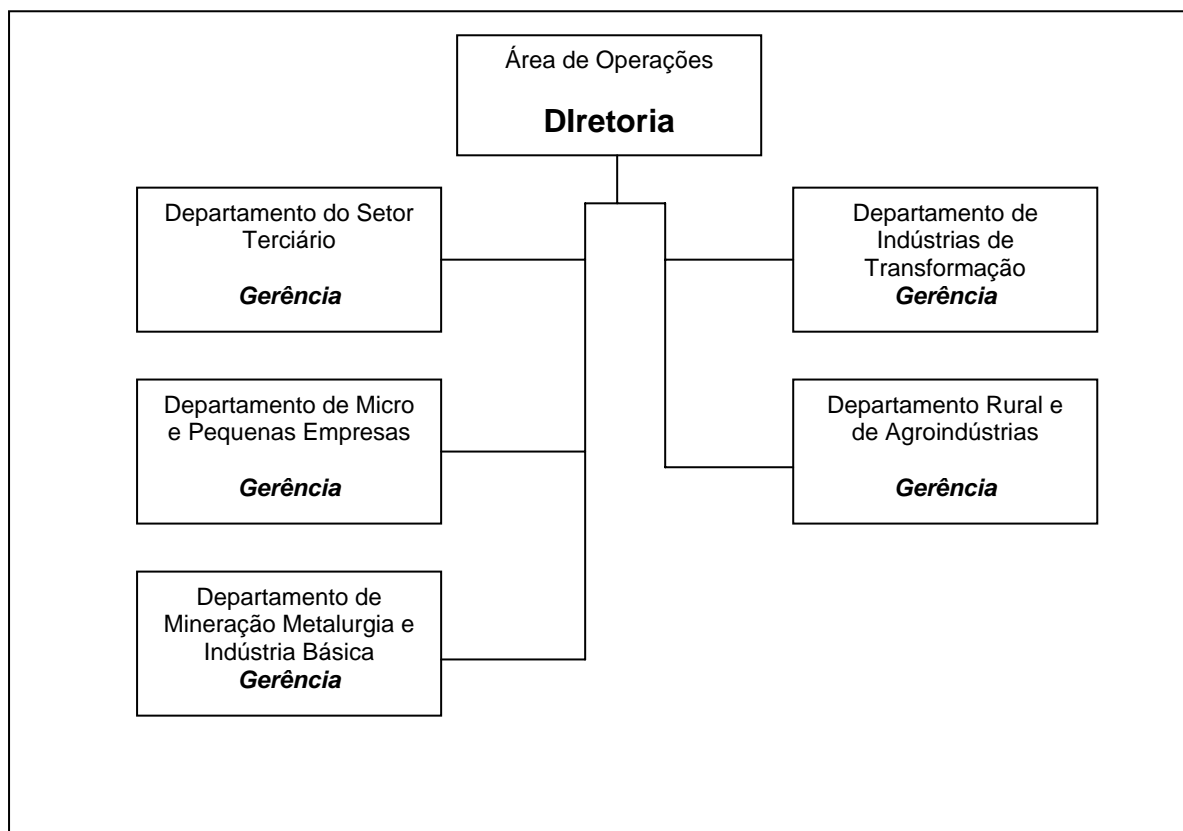 Área de Operações
DIretoria
Departamento do Setor
Terciário
Gerência
Departamento de
Indústrias de
Transformação
Gerência
Departamento de Micro
e Pequenas Empresas
Gerência
Departamento Rural e
de Agroindústrias
Gerência
Departamento de
Mineração Metalurgia e
Indústria Básica
Gerência